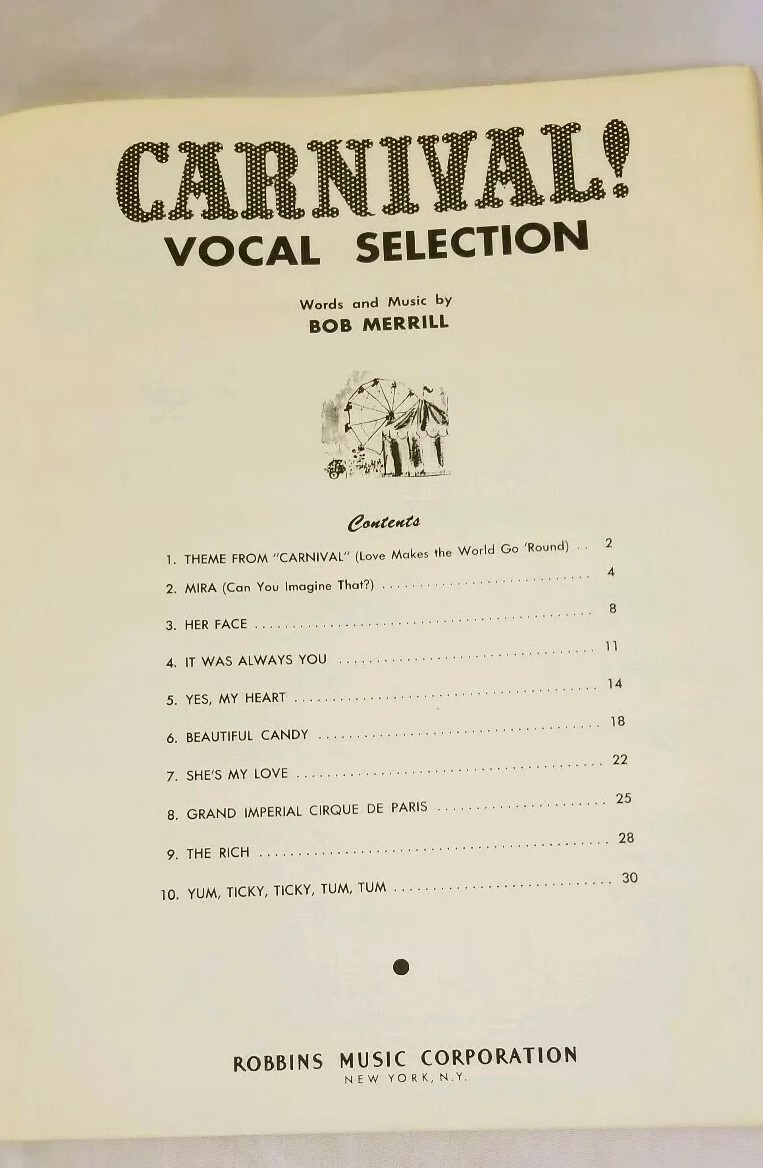 CARNIVAL!
VOCAL SELECTION
Words and Music by
BOB MERRILL
Contents
1. THEME FROM "CARNIVAL" (Love Makes the World Go 'Round) .. 2
2. MIRA (Can You Imagine That?) ............................ 4
3. HER FACE ............................................. 8
4. IT WAS ALWAYS YOU .................................. 11
5. YES, MY HEART ........................................ 14
6. BEAUTIFUL CANDY ..................................... 18
7. SHE'S MY LOVE ........................................ 22
8. GRAND IMPERIAL CIRQUE DE PARIS ...................... 25
9. THE RICH .............................................. 28
10. YUM, TICKY, TICKY, TUM, TUM ............................. 30
ROBBINS MUSIC CORPORATION
NEW YORK, N.Y.